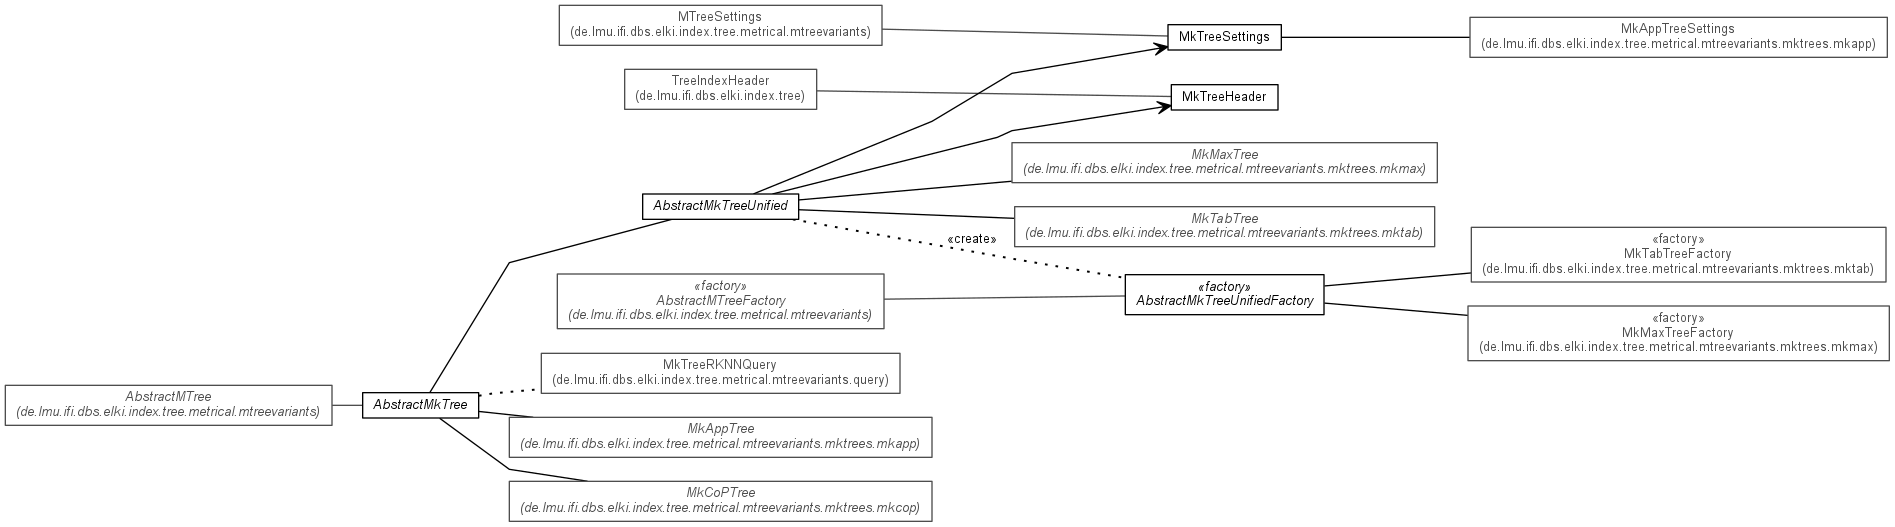 MTreeSettings
(de.lmu.ifi.dbs.elki.index.tree.metrical.mtreevariants)
MkTreeSettings
MkAppTreeSettings
(de.lmu.ifi.dbs.elki.index.tree.metrical.mtreevariants.mktrees.mkapp)
TreeIndexHeader
(de.lmu.ifi.dbs.elki.index.tree)
MkTreeHeader
MkMaxTree
(de.lmu.ifi.dbs.elki.index.tree.metrical.mtreevariants.mktrees.mkmax)
AbstractMkTreeUnified
MkTabTree
(de.lmu.ifi.dbs.elki.index.tree.metrical.mtreevariants.mktrees.mktab)
«create»
«factory»
MkTabTreeFactory
(de.lmu.ifi.dbs.elki.index.tree.metrical.mtreevariants.mktrees.mktab)
«factory»
AbstractMTreeFactory
(de.lmu.ifi.dbs.elki.index.tree.metrical.mtreevariants)
«factory»
AbstractMkTreeUnifiedFactory
«factory»
MkMaxTreeFactory
(de.lmu.ifi.dbs.elki.index.tree.metrical.mtreevariants.mktrees.mkmax)
MkTreeRKNNQuery
(de.lmu.ifi.dbs.elki.index.tree.metrical.mtreevariants.query)
AbstractMTree
(de.lmu.ifi.dbs.elki.index.tree.metrical.mtreevariants)
AbstractMkTree
MkAppTree
(de.lmu.ifi.dbs.elki.index.tree.metrical.mtreevariants.mktrees.mkapp)
MkCoPTree
(de.lmu.ifi.dbs.elki.index.tree.metrical.mtreevariants.mktrees.mkcop)